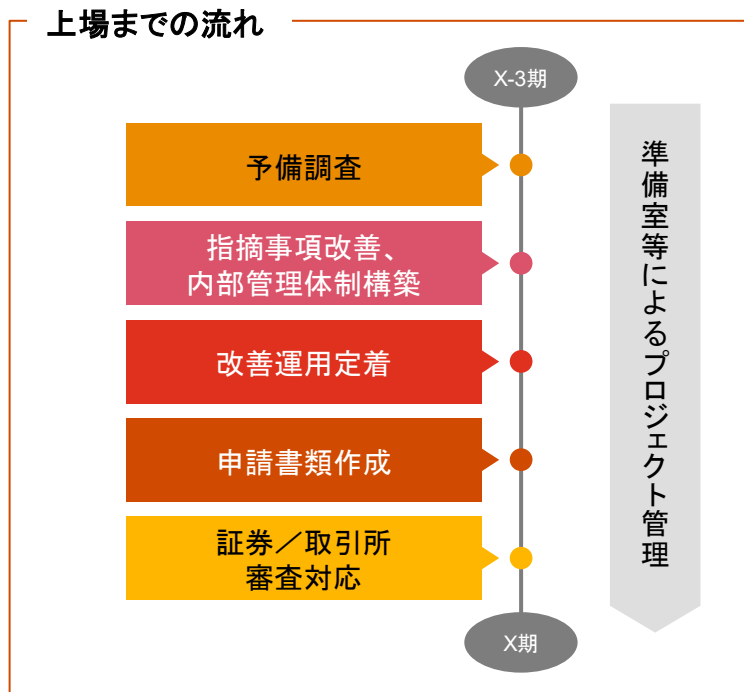 上場までの流れ
X-3期
予備調査
指摘事項改善、
内部管理体制構築
改善運用定着
申請書類作成
証券／取引所
審査対応
X期
準備室等によるプロジェクト管理